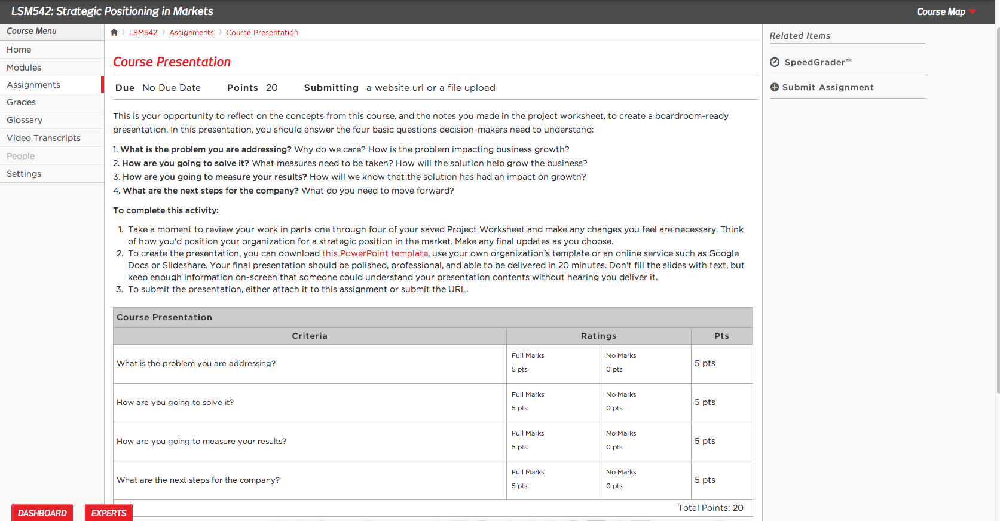 LSM542: Strategic Positioning in Markets
Course Map
Course Menu
Home
Modules
Assignments
Grades
Glossary
Video Transcripts
People
Settings
LSM542 Assignments Course Presentation
Course Presentation
Due No Due Date Points 20 Submitting a website url or a file upload
This is your opportunity to reflect on the concepts from this course, and the notes you made in the project worksheet, to create a boardroom-ready
presentation. In this presentation, you should answer the four basic questions decision-makers need to understand:
1. What is the problem you are addressing? Why do we care? How is the problem impacting business growth?
2. How are you going to solve it? What measures need to be taken? How will the solution help grow the business?
3. How are you going to measure your results? How will we know that the solution has had an impact on growth?
4. What are the next steps for the company? What do you need to move forward?
To complete this activity:
1. Take a moment to review your work in parts one through four of your saved Project Worksheet and make any changes you feel are necessary. Think
of how you'd position your organization for a strategic position in the market. Make any final updates as you choose.
2. To create the presentation, you can download this PowerPoint template, use your own organization's template or an online service such as Google
Docs or Slideshare. Your final presentation should be polished, professional, and able to be delivered in 20 minutes. Don't fill the slides with text, but
keep enough information on-screen that someone could understand your presentation contents without hearing you deliver it.
3. To submit the presentation, either attach it to this assignment or submit the URL.
Course Presentation
Criteria Ratings Pts
What is the problem you are addressing?
Full Marks
5 pts
No Marks
0 pts
5 pts
How are you going to solve it?
Full Marks
5 pts
No Marks
0 pts
5 pts
How are you going to measure your results?
Full Marks
5 pts
No Marks
0 pts
5 pts
What are the next steps for the company?
Full Marks
5 pts
No Marks
0 pts
5 pts
Total Points: 20
Related Items
SpeedGrader™
Submit Assignment
DASHBOARD
EXPERTS